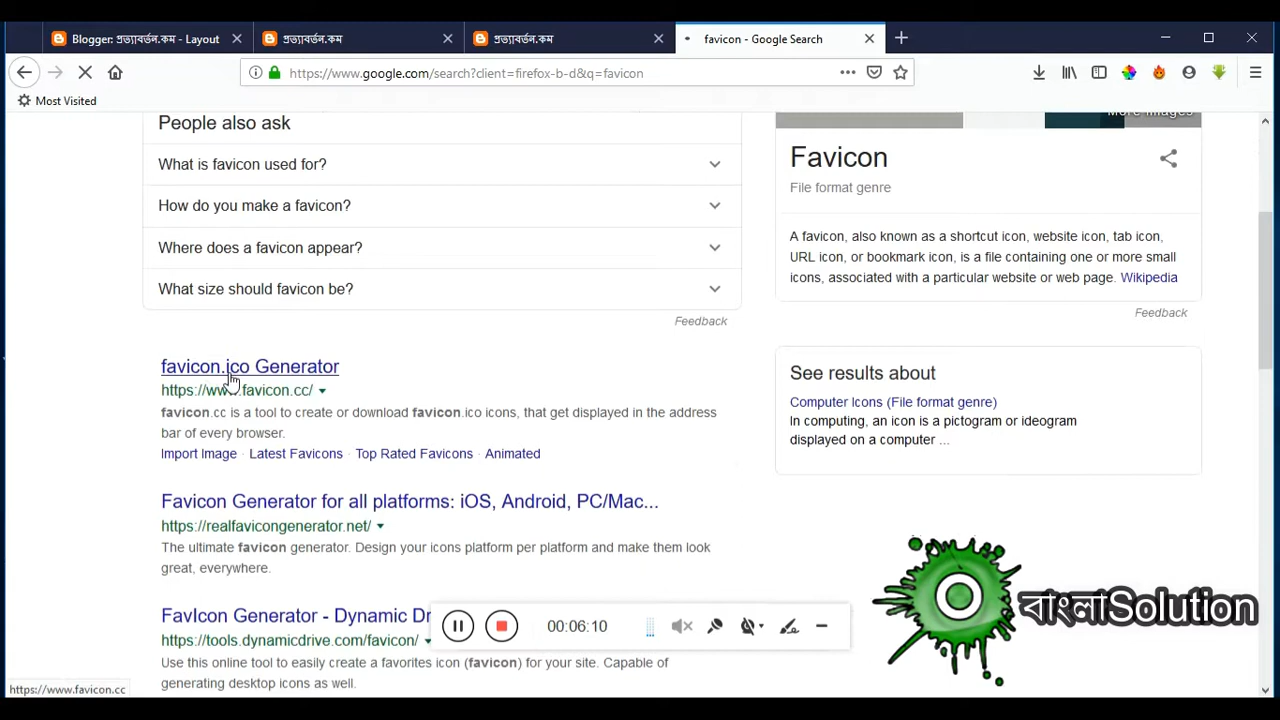 Blogger: প্রত্যাবর্তন.কম - Layout
প্রত্যাবর্তন.কম
প্রত্যাবর্তন.কম
favicon - Google Search
https://www.google.com/search?client=firefox-b-d&q=favicon
Most Visited
More images
People also ask
What is favicon used for?
How do you make a favicon?
Where does a favicon appear?
What size should favicon be?
Feedback
Favicon
File format genre
A favicon, also known as a shortcut icon, website icon, tab icon,
URL icon, or bookmark icon, is a file containing one or more small
icons, associated with a particular website or web page. Wikipedia
Feedback
favicon.ico Generator
https://www.favicon.cc/
favicon.cc is a tool to create or download favicon.ico icons, that get displayed in the address
bar of every browser.
Import Image · Latest Favicons · Top Rated Favicons · Animated
See results about
Computer Icons (File format genre)
In computing, an icon is a pictogram or ideogram
displayed on a computer ...
Favicon Generator for all platforms: iOS, Android, PC/Mac...
https://realfavicongenerator.net/
The ultimate favicon generator. Design your icons platform per platform and make them look
great, everywhere.
FavIcon Generator - Dynamic
https://tools.dynamicdrive.com/favicon/
Use this online tool to easily create a favorites icon (favicon) for your site. Capable of
generating desktop icons as well.
00:06:10
বাংলাSolution
https://www.favicon.cc